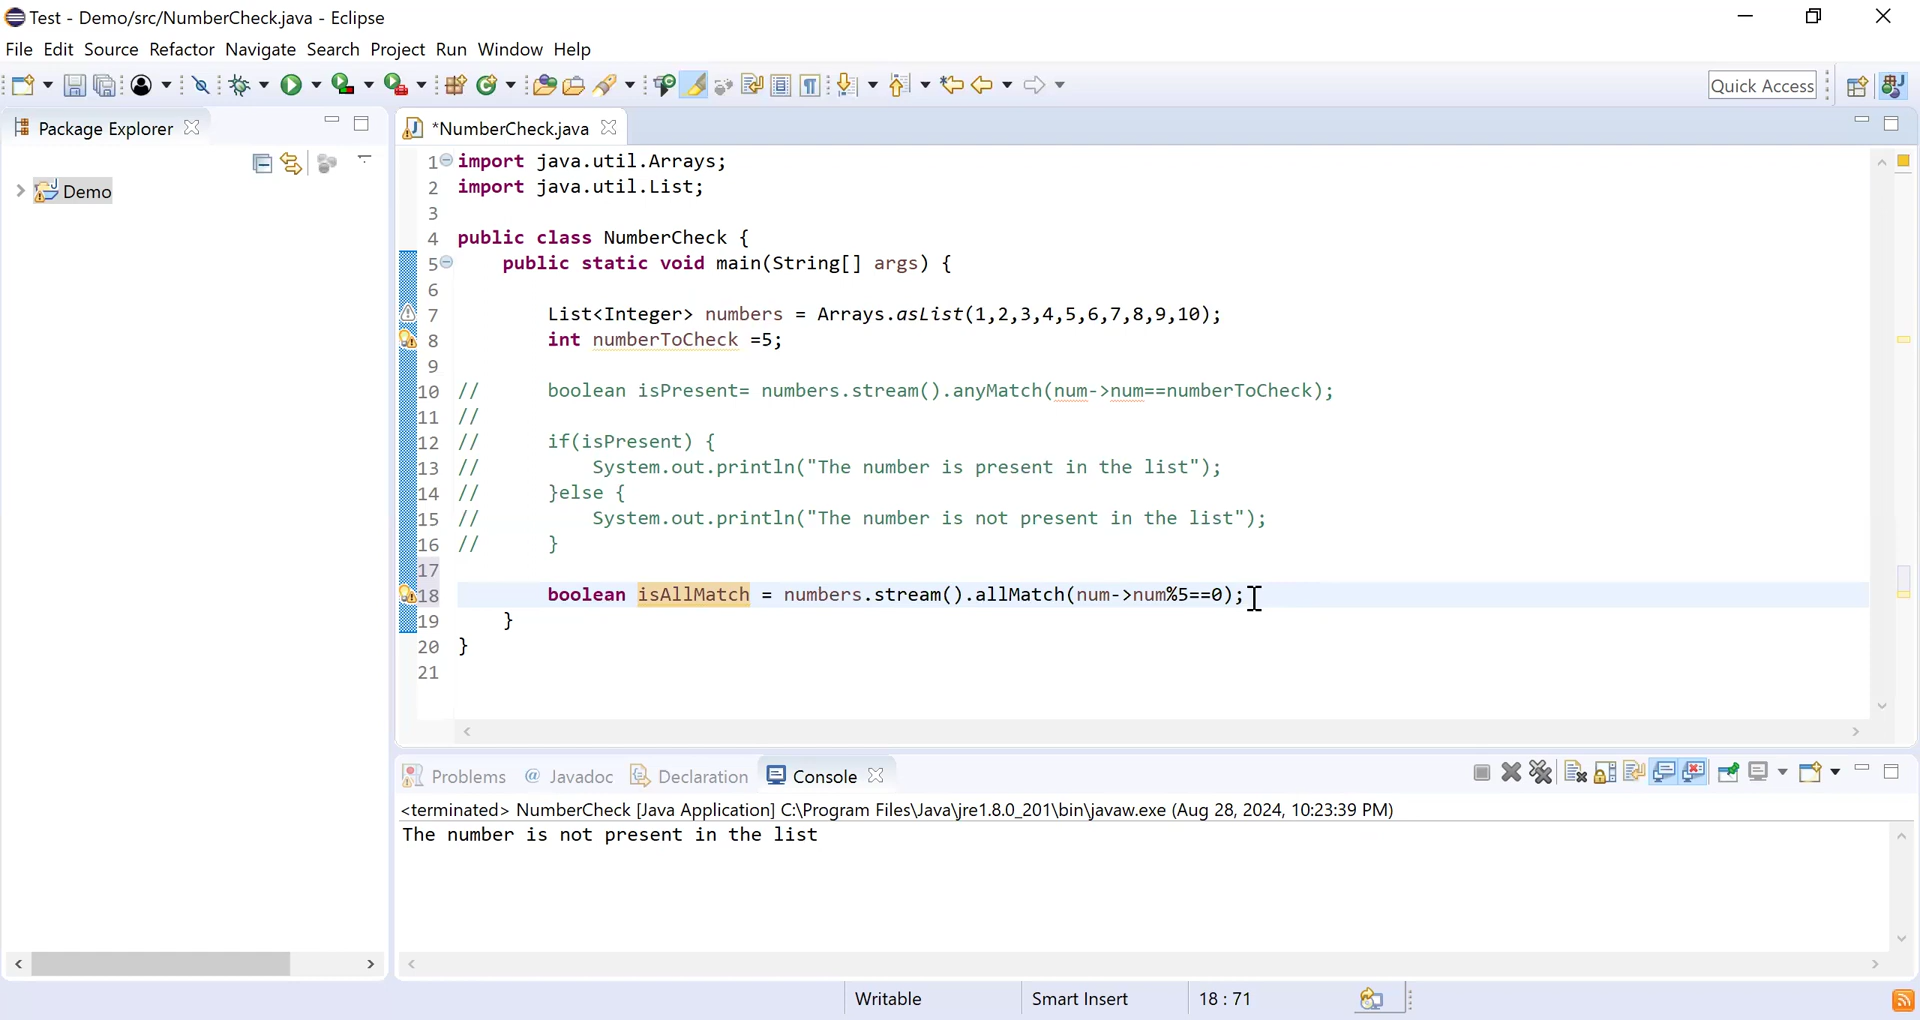 Test - Demo/src/NumberCheck.java - Eclipse
File Edit Source Refactor Navigate Search Project Run Window Help
Quick Access
Package Explorer
*NumberCheck.java
Demo
1 import java.util.Arrays;
2 import java.util.List;
3
4 public class NumberCheck {
5 public static void main(String[] args) {
6
7 List<Integer> numbers = Arrays.asList(1,2,3,4,5,6,7,8,9,10);
8 int numberToCheck =5;
9
10 // boolean isPresent= numbers.stream().anyMatch(num->num==numberToCheck);
11 //
12 // if(isPresent) {
13 // System.out.println("The number is present in the list");
14 // }else {
15 // System.out.println("The number is not present in the list");
16 // }
17
18 boolean isAllMatch = numbers.stream().allMatch(num->num%5==0);
19 }
20 }
21
Problems @ Javadoc Declaration Console
<terminated> NumberCheck [Java Application] C:\Program Files\Java\jre1.8.0_201\bin\javaw.exe (Aug 28, 2024, 10:23:39 PM)
The number is not present in the list
Writable Smart Insert 18 : 71